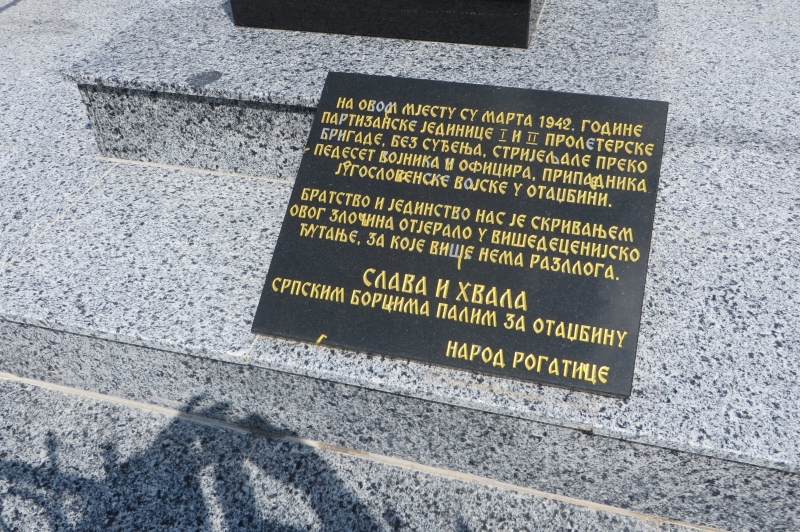 НА ОВОМ МЈЕСТУ СУ МАРТА 1942. ГОДИНЕ
ПАРТИЗАНСКЕ ЈЕДИНИЦЕ I И II ПРОЛЕТЕРСКЕ
БРИГАДЕ, БЕЗ СУЂЕЊА, СТРИЈЕЉАЛЕ ПРЕКО
ПЕДЕСЕТ ВОЈНИКА И ОФИЦИРА, ПРИПАДНИКА
ЈУГОСЛОВЕНСКЕ ВОЈСКЕ У ОТАЏБИНИ.
БРАТСТВО И ЈЕДИНСТВО НАС ЈЕ СКРИВАЊЕМ
ОВОГ ЗЛОЧИНА ОТЈЕРАЛО У ВИШЕДЕЦЕНИЈСКО
ЋУТАЊЕ, ЗА КОЈЕ ВИШЕ НЕМА РАЗЛЛОГА.
СЛАВА И ХВАЛА
СРПСКИМ БОРЦИМА ПАЛИМ ЗА ОТАЏБИНУ
НАРОД РОГАТИЦЕ